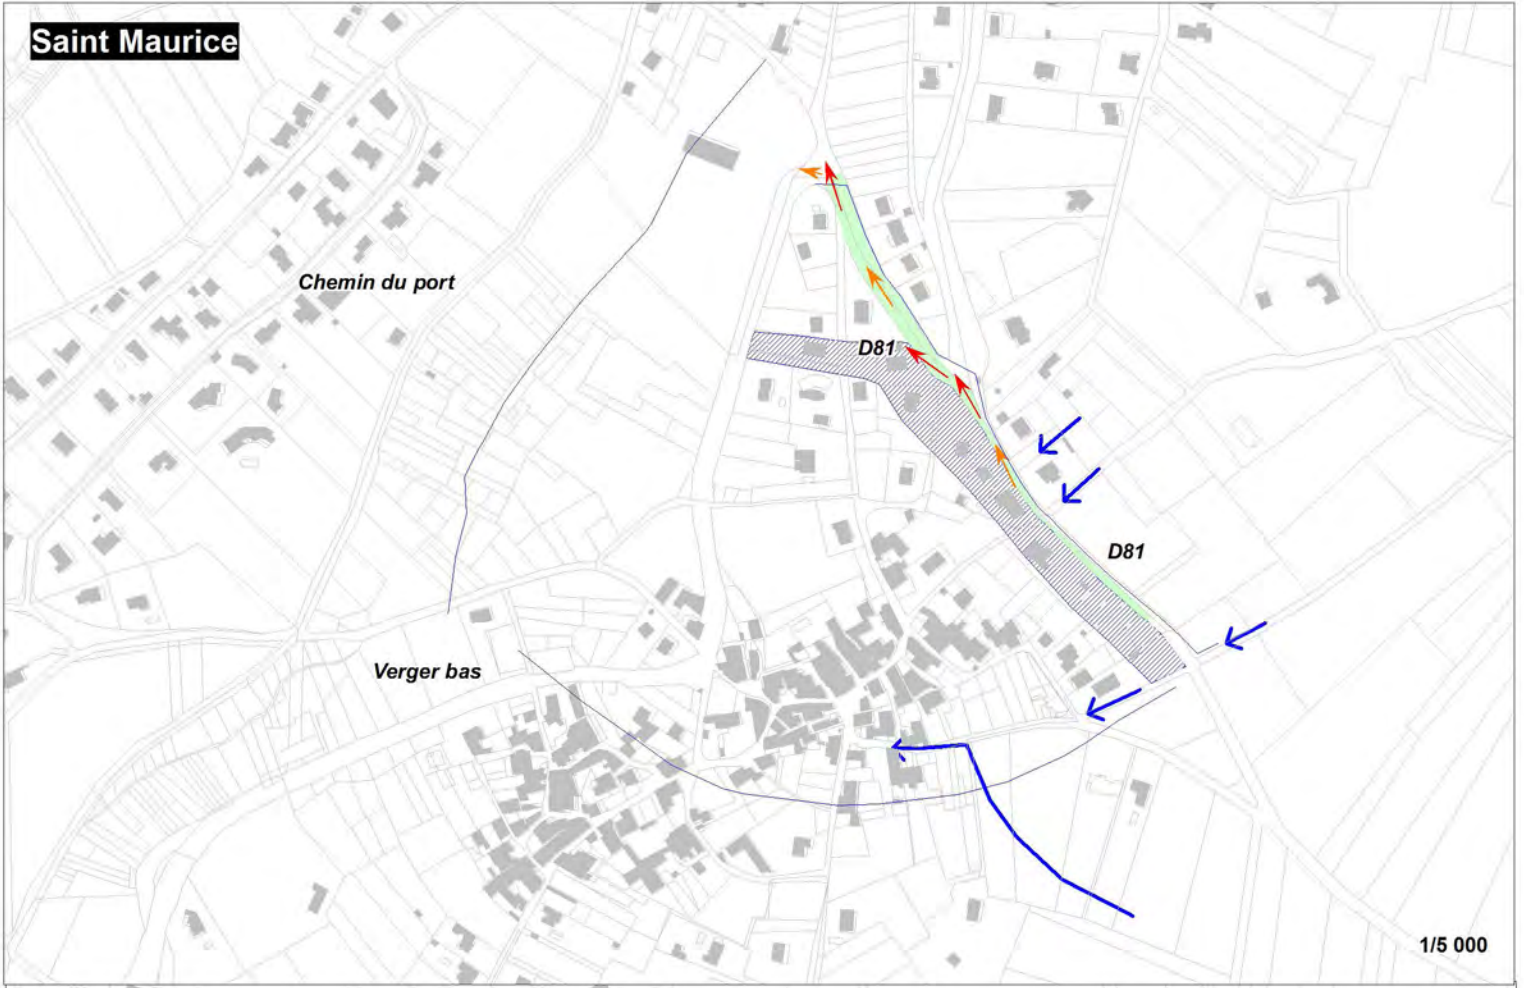 Saint Maurice
Chemin du port
D81
D81
Verger bas
1/5 000